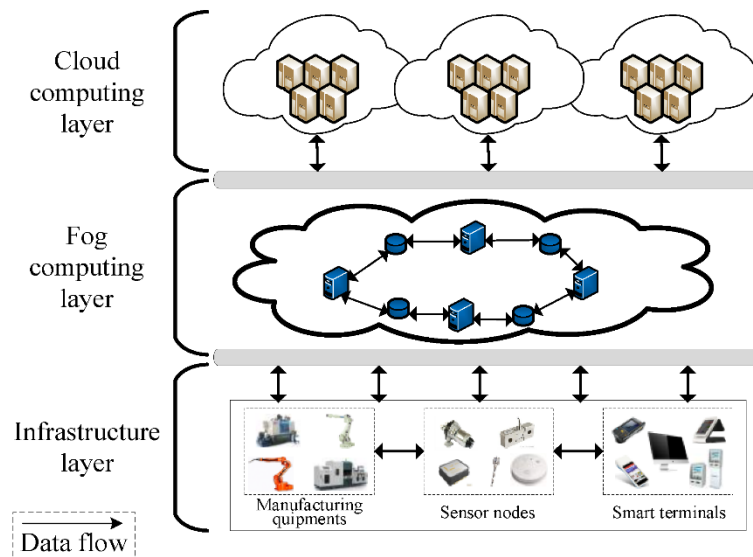 Cloud
computing
layer
Fog
computing
layer
Infrastructure
layer
Manufacturing
quipments
Sensor nodes
Smart terminals
Data flow